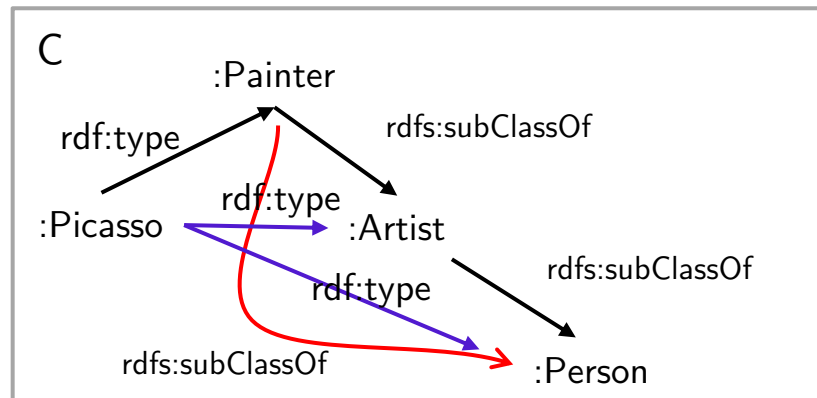 C
:Painter
rdfs:subClassOf
rdf:type
rdf:type
:Picasso
:Artist
rdfs:subClassOf
rdf:type
rdfs:subClassOf
:Person